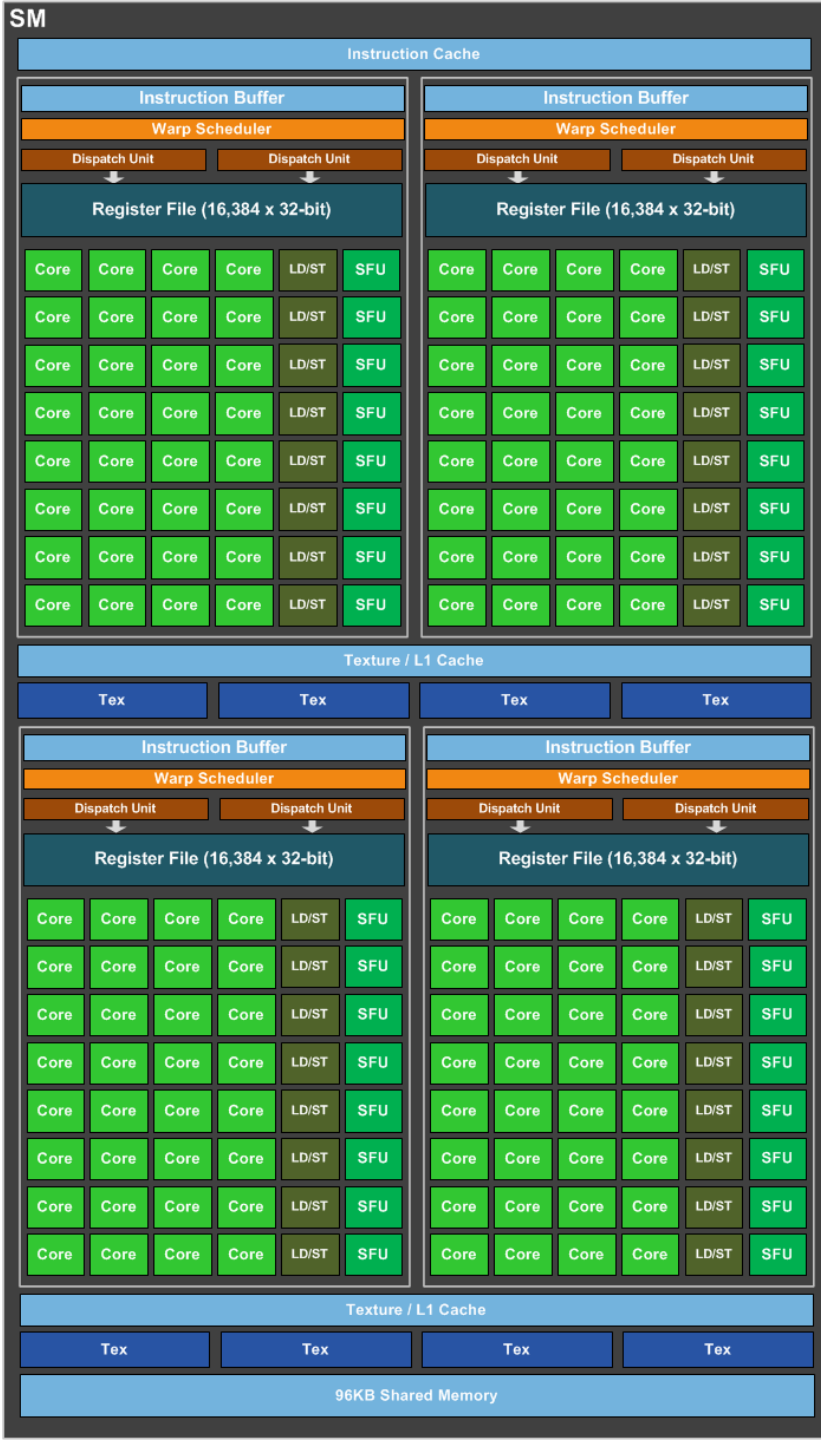 SM
Instruction Cache
Instruction Buffer Instruction Buffer
Warp Scheduler Warp Scheduler
Dispatch Unit Dispatch Unit Dispatch Unit Dispatch Unit
Register File (16,384 x 32-bit) Register File (16,384 x 32-bit)
Core Core Core Core LD/ST SFU Core Core Core Core LD/ST SFU
Core Core Core Core LD/ST SFU Core Core Core Core LD/ST SFU
Core Core Core Core LD/ST SFU Core Core Core Core LD/ST SFU
Core Core Core Core LD/ST SFU Core Core Core Core LD/ST SFU
Core Core Core Core LD/ST SFU Core Core Core Core LD/ST SFU
Core Core Core Core LD/ST SFU Core Core Core Core LD/ST SFU
Core Core Core Core LD/ST SFU Core Core Core Core LD/ST SFU
Core Core Core Core LD/ST SFU Core Core Core Core LD/ST SFU
Texture / L1 Cache
Tex Tex Tex Tex
Instruction Buffer Instruction Buffer
Warp Scheduler Warp Scheduler
Dispatch Unit Dispatch Unit Dispatch Unit Dispatch Unit
Register File (16,384 x 32-bit) Register File (16,384 x 32-bit)
Core Core Core Core LD/ST SFU Core Core Core Core LD/ST SFU
Core Core Core Core LD/ST SFU Core Core Core Core LD/ST SFU
Core Core Core Core LD/ST SFU Core Core Core Core LD/ST SFU
Core Core Core Core LD/ST SFU Core Core Core Core LD/ST SFU
Core Core Core Core LD/ST SFU Core Core Core Core LD/ST SFU
Core Core Core Core LD/ST SFU Core Core Core Core LD/ST SFU
Core Core Core Core LD/ST SFU Core Core Core Core LD/ST SFU
Core Core Core Core LD/ST SFU Core Core Core Core LD/ST SFU
Texture / L1 Cache
Tex Tex Tex Tex
96KB Shared Memory